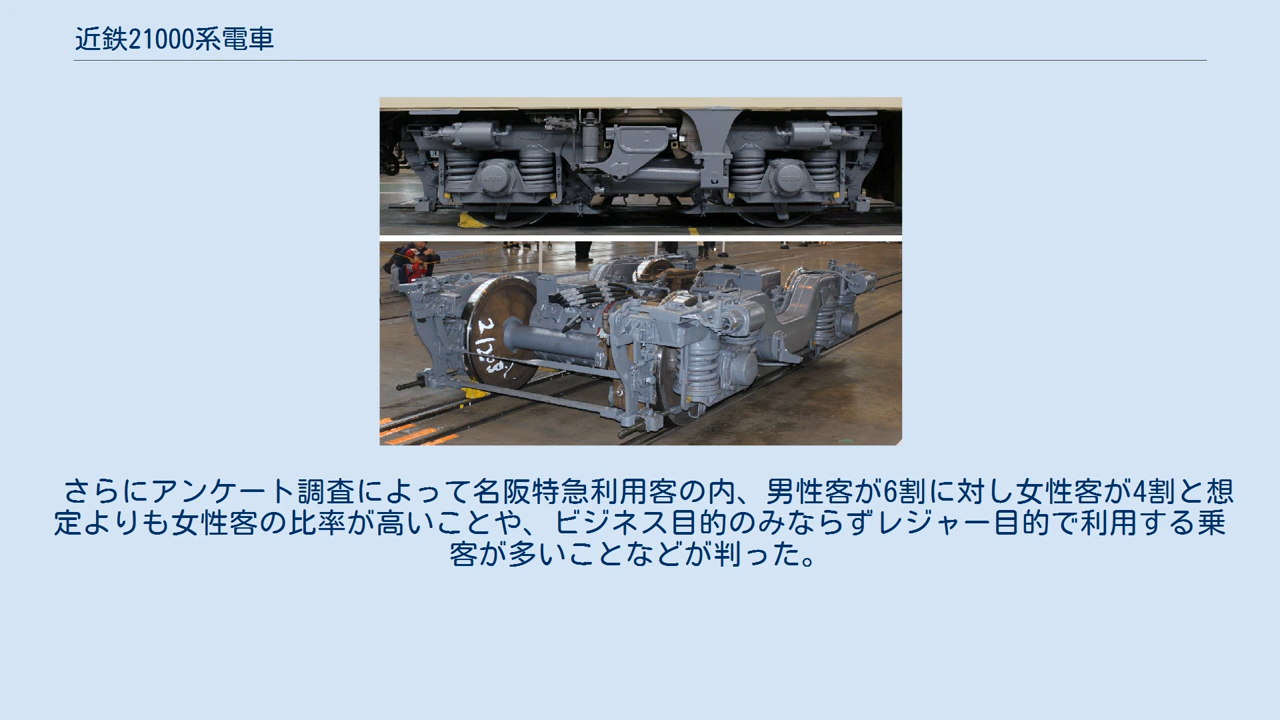 近鉄21000系電車
さらにアンケート調査によって名阪特急利用客の内、男性客が6割に対し女性客が4割と想
定よりも女性客の比率が高いことや、ビジネス目的のみならずレジャー目的で利用する乗
客が多いことなどが判った。